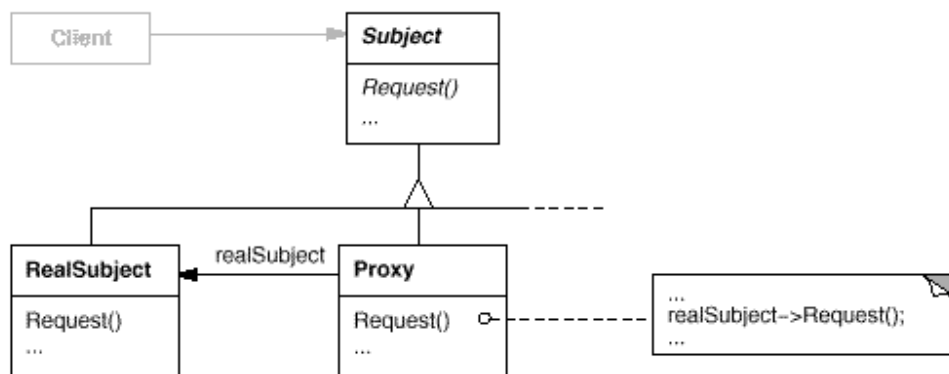 Client
Subject
Request()
...
realSubject
RealSubject
Request()
...
Proxy
Request()
...
...
realSubject->Request();
...